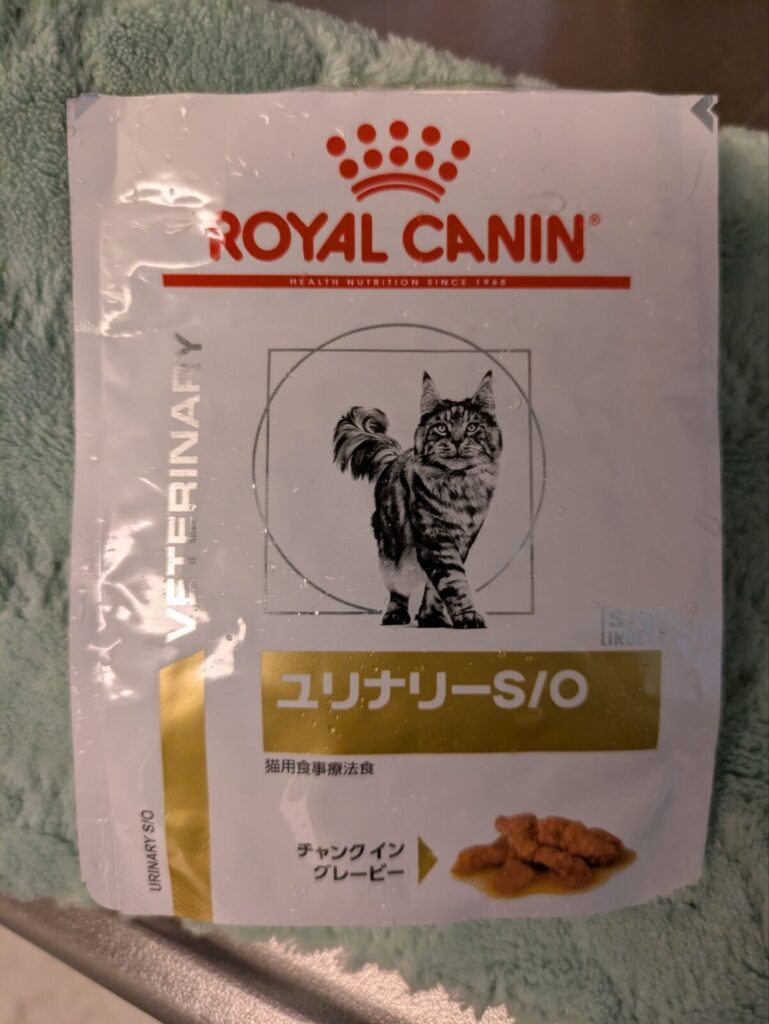 ROYAL CANIN®
HEALTH NUTRITION SINCE 1968
VETERINARY
INDEX
ユリナリーS/O
猫用食事療法食
チャンク イン
グレービー
URINARY S/O